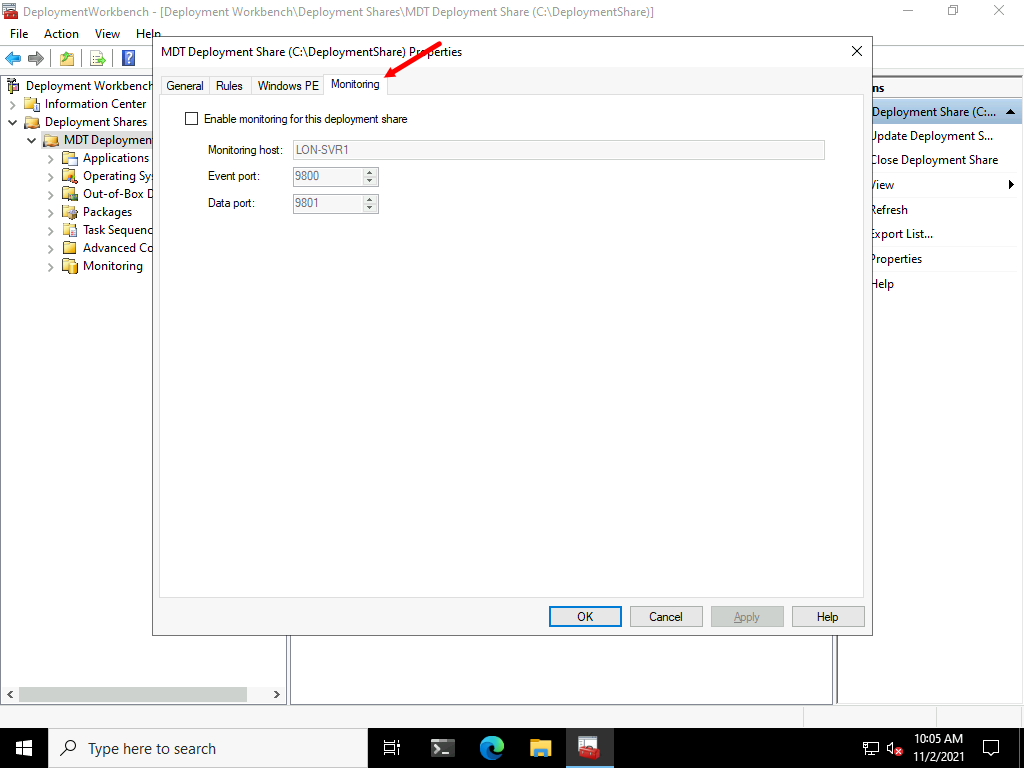 DeploymentWorkbench - [Deployment Workbench\Deployment Shares\MDT Deployment Share (C:\DeploymentShare)]
File Action View Help
MDT Deployment Share (C:\DeploymentShare) Properties
General Rules Windows PE Monitoring
Enable monitoring for this deployment share
Monitoring host: LON-SVR1
Event port: 9800
Data port: 9801
OK Cancel Apply Help
Deployment Workbench
Information Center
Deployment Shares
MDT Deployment
Applications
Operating Sy
Out-of-Box D
Packages
Task Sequenc
Advanced Co
Monitoring
ns
Deployment Share (C:...
Update Deployment S...
Close Deployment Share
View
Refresh
Export List...
Properties
Help
Type here to search
10:05 AM
11/2/2021